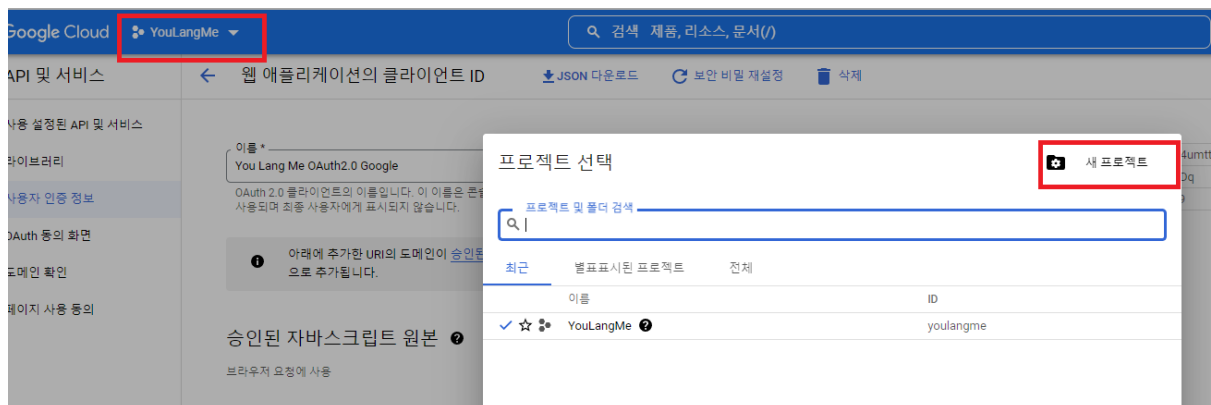 Google Cloud
YouLangMe
검색 제품, 리소스, 문서(/)
API 및 서비스
웹 애플리케이션의 클라이언트 ID
JSON 다운로드
보안 비밀 재설정
삭제
사용 설정된 API 및 서비스
라이브러리
사용자 인증 정보
OAuth 동의 화면
도메인 확인
페이지 사용 동의
이름 *
You Lang Me OAuth2.0 Google
OAuth 2.0 클라이언트의 이름입니다. 이 이름은 콘솔
사용되며 최종 사용자에게 표시되지 않습니다.
아래에 추가한 URI의 도메인이 승인된
으로 추가됩니다.
승인된 자바스크립트 원본
브라우저 요청에 사용
프로젝트 선택
새 프로젝트
프로젝트 및 폴더 검색
최근
별표표시된 프로젝트
전체
이름
ID
YouLangMe
youlangme
4umtt